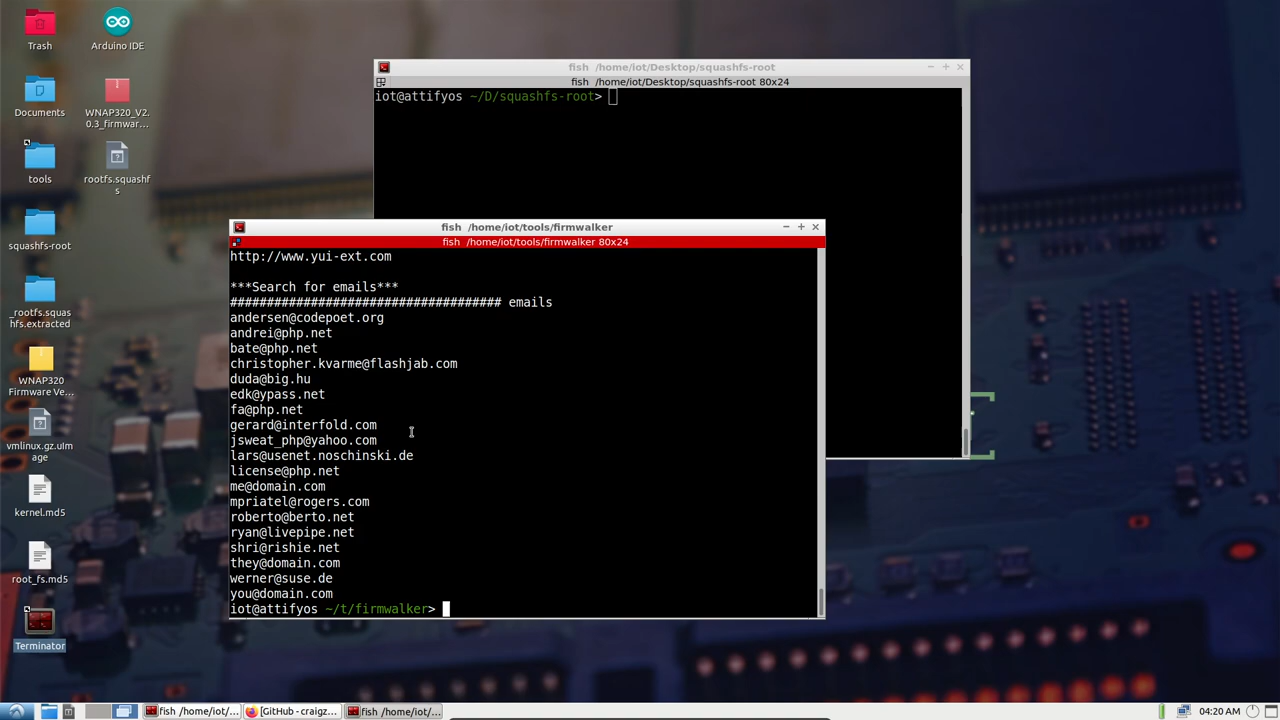 Trash
Arduino IDE
Documents
WNAP320_V2.
0.3_firmwar...
tools
rootfs.squashf
s
squashfs-root
_rootfs.squas
hfs.extracted
WNAP320
Firmware Ve...
vmlinux.gz.uIm
age
kernel.md5
root_fs.md5
Terminator
fish  /home/iot/Desktop/squashfs-root
fish  /home/iot/Desktop/squashfs-root 80x24
iot@attifyos ~/D/squashfs-root>
fish  /home/iot/tools/firmwalker
fish  /home/iot/tools/firmwalker 80x24
http://www.yui-ext.com
***Search for emails***
##################################### emails
andersen@codepoet.org
andrei@php.net
bate@php.net
christopher.kvarme@flashjab.com
duda@big.hu
edk@ypass.net
fa@php.net
gerard@interfold.com
jsweat_php@yahoo.com
lars@usenet.noschinski.de
license@php.net
me@domain.com
mpriatel@rogers.com
roberto@berto.net
ryan@livepipe.net
shri@rishie.net
they@domain.com
werner@suse.de
you@domain.com
iot@attifyos ~/t/firmwalker>
fish /home/iot/...
[GitHub - craigz...
fish /home/iot/...
04:20 AM